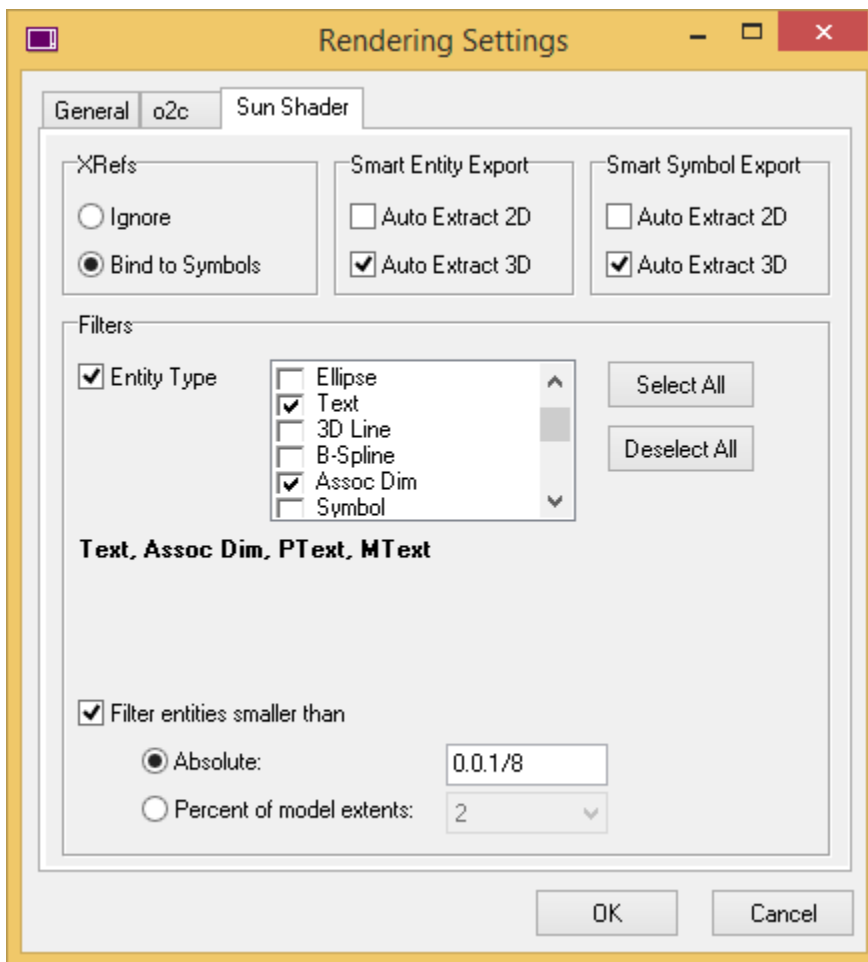 Rendering Settings
General o2c Sun Shader
XRefs Smart Entity Export Smart Symbol Export
Ignore Auto Extract 2D Auto Extract 2D
Bind to Symbols Auto Extract 3D Auto Extract 3D
Filters
Entity Type Ellipse Select All
Text
3D Line
B-Spline Deselect All
Assoc Dim
Symbol
Text, Assoc Dim, PText, MText
Filter entities smaller than
Absolute: 0.0.1/8
Percent of model extents: 2
OK Cancel